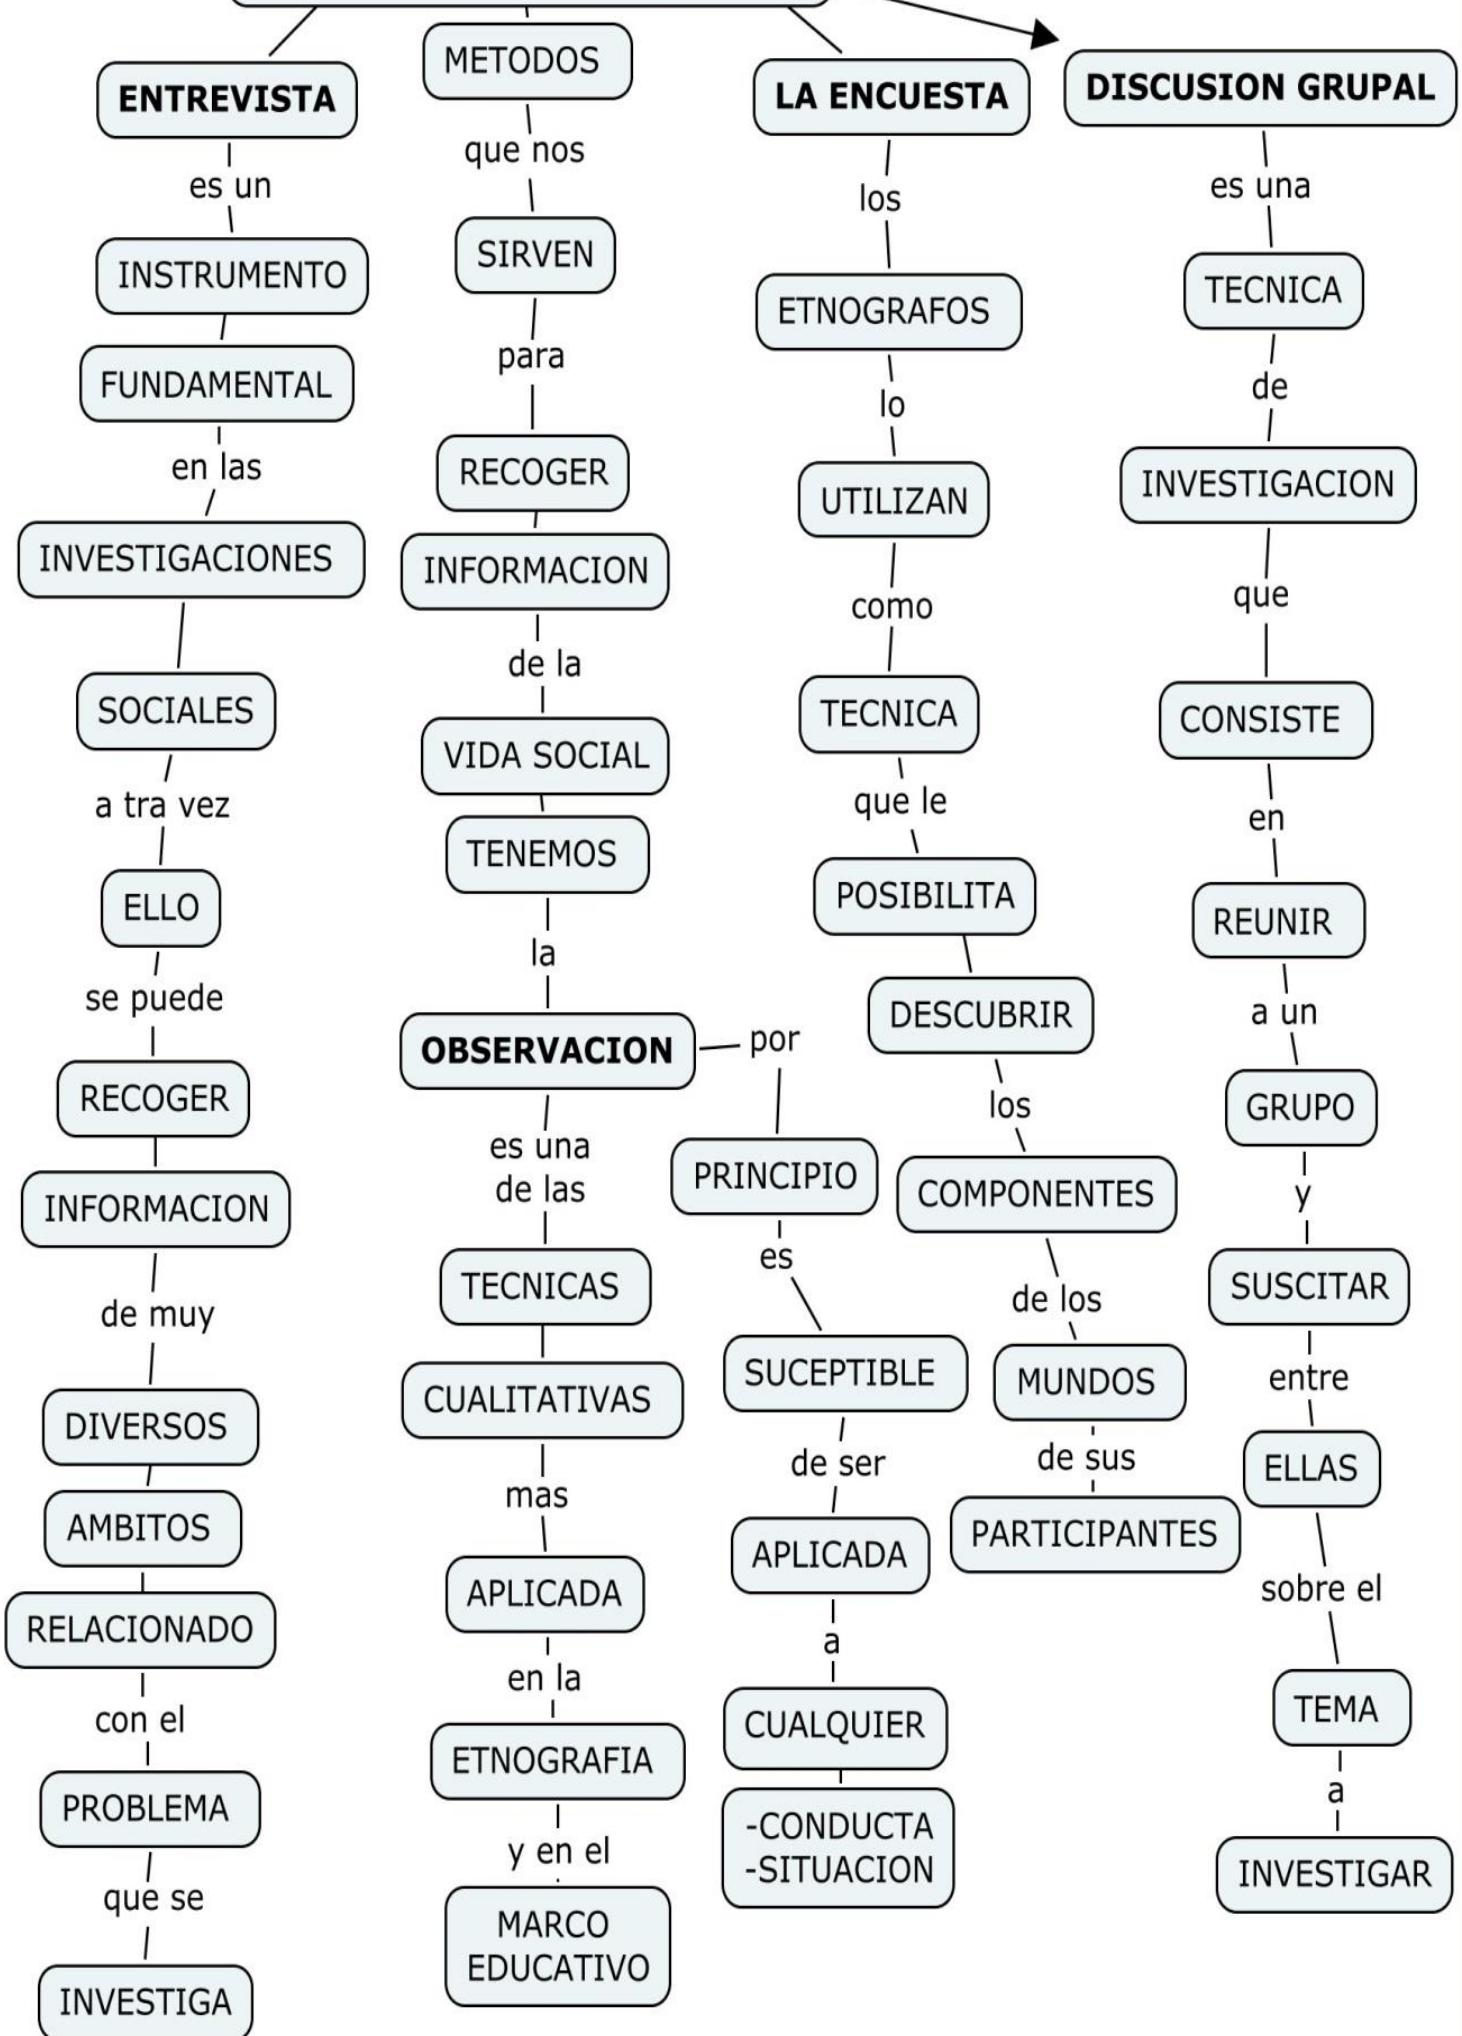 ENTREVISTA
es un
INSTRUMENTO
FUNDAMENTAL
en las
INVESTIGACIONES
SOCIALES
a tra vez
ELLO
se puede
RECOGER
INFORMACION
de muy
DIVERSOS
AMBITOS
RELACIONADO
con el
PROBLEMA
que se
INVESTIGA
METODOS
que nos
SIRVEN
para
RECOGER
INFORMACION
de la
VIDA SOCIAL
TENEMOS
la
OBSERVACION
es una
de las
TECNICAS
CUALITATIVAS
mas
APLICADA
en la
ETNOGRAFIA
y en el
MARCO
EDUCATIVO
por
PRINCIPIO
es
SUCEPTIBLE
de ser
APLICADA
a
CUALQUIER
-CONDUCTA
-SITUACION
LA ENCUESTA
los
ETNOGRAFOS
lo
UTILIZAN
como
TECNICA
que le
POSIBILITA
DESCUBRIR
los
COMPONENTES
de los
MUNDOS
de sus
PARTICIPANTES
DISCUSION GRUPAL
es una
TECNICA
de
INVESTIGACION
que
CONSISTE
en
REUNIR
a un
GRUPO
y
SUSCITAR
entre
ELLAS
sobre el
TEMA
a
INVESTIGAR